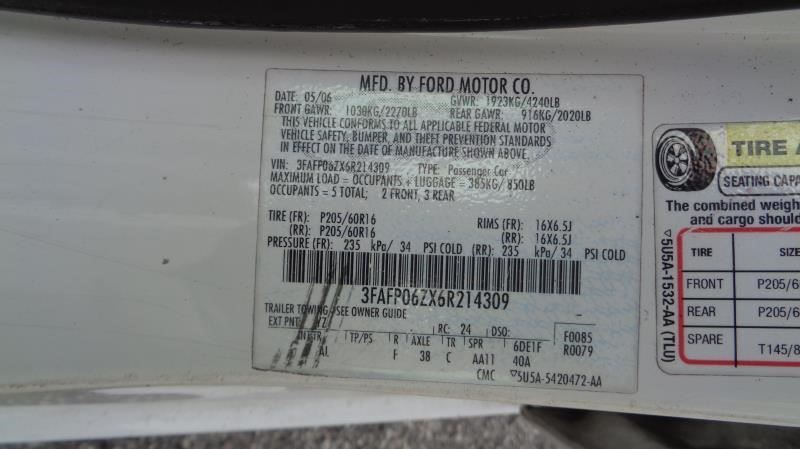 MFD. BY FORD MOTOR CO.
DATE: 05/06 GVWR: 1923KG/4240LB
FRONT GAWR: 1030KG/2270LB REAR GAWR: 916KG/2020LB
THIS VEHICLE CONFORMS TO ALL APPLICABLE FEDERAL MOTOR
VEHICLE SAFETY, BUMPER, AND THEFT PREVENTION STANDARDS
IN EFFECT ON THE DATE OF MANUFACTURE SHOWN ABOVE.
VIN: 3FAFP06ZX6R214309 TYPE: Passenger Car
MAXIMUM LOAD = OCCUPANTS + LUGGAGE = 385KG/ 850LB
OCCUPANTS = 5 TOTAL; 2 FRONT, 3 REAR
TIRE (FR): P205/60R16 RIMS (FR): 16X6.5J
(RR): P205/60R16 (RR): 16X6.5J
PRESSURE (FR): 235 kPa/ 34 PSI COLD (RR): 235 kPa/ 34 PSI COLD
3FAFP06ZX6R214309
TRAILER TOWING - SEE OWNER GUIDE
EXT PNT: YZ RC: 24 DSO: F0085
INT TR TP/PS R AXLE TR SPR 6DE1F R0079
AL F 38 C AA11 40A
CMC ▽5U5A-5420472-AA
TIRE A
SEATING CAPA
The combined weigh
and cargo should
TIRE SIZE
FRONT P205/6
REAR P205/6
SPARE T145/8
▽5U5A-1532-AA (TLU)